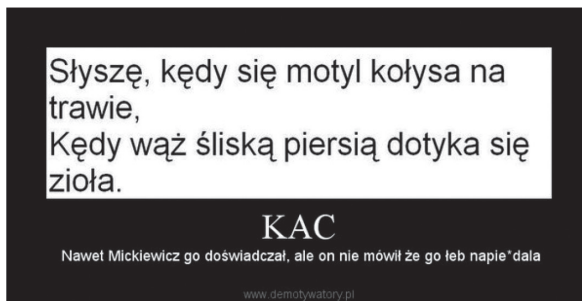 Słyszę, kędy się motyl kołysa na
trawie,
Kędy wąż śliską piersią dotyka się
zioła.
KAC
Nawet Mickiewicz go doświadczał, ale on nie mówił że go łeb napie*dala
www.demotywatory.pl